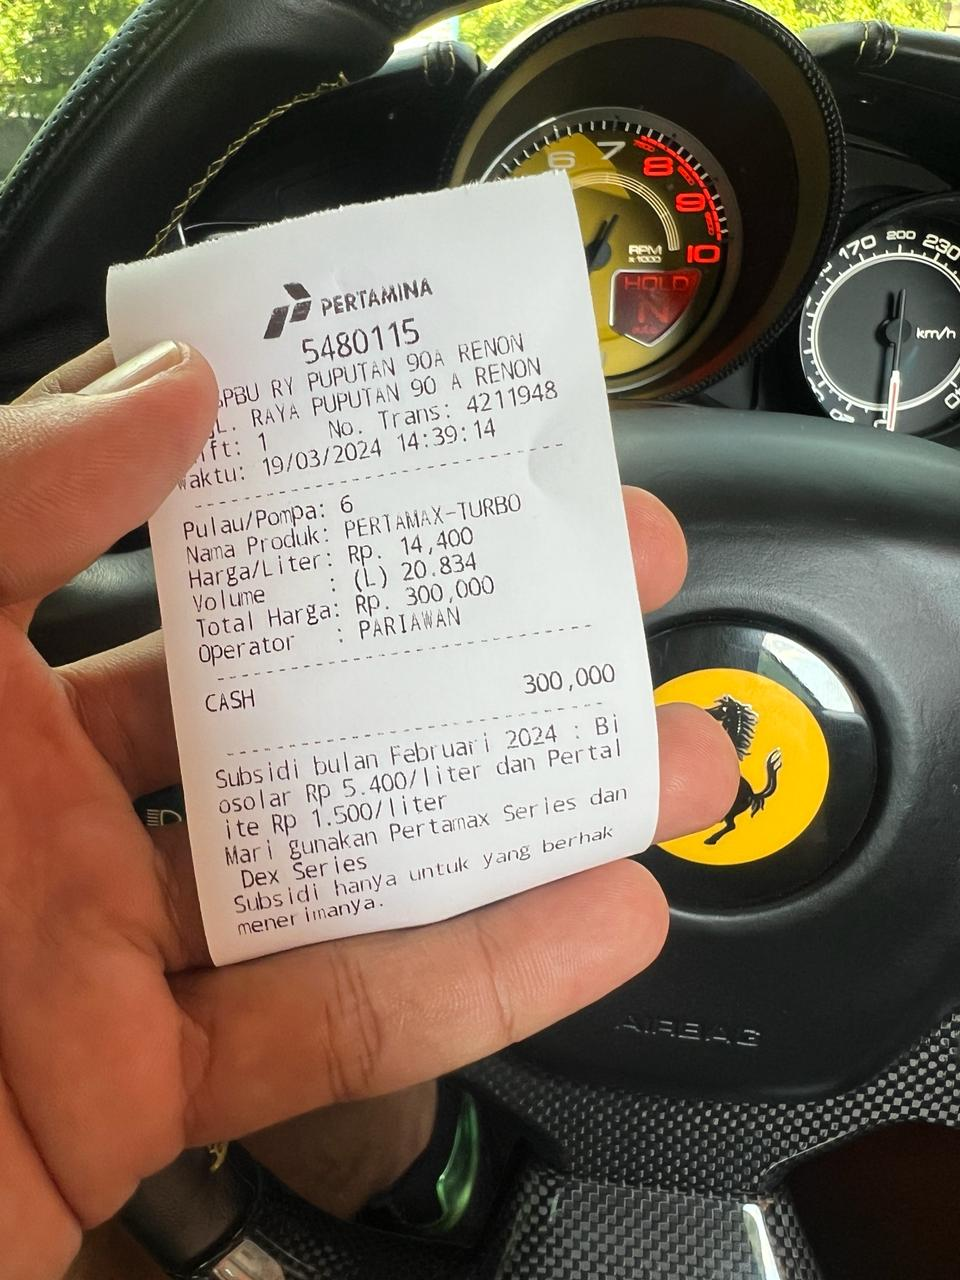 PERTAMINA
5480115
SPBU RY PUPUTAN 90A RENON
JL. RAYA PUPUTAN 90 A RENON
ift: 1 No. Trans: 4211948
Waktu: 19/03/2024 14:39:14
Pulau/Pompa: 6
Nama Produk: PERTAMAX-TURBO
Harga/Liter: Rp. 14,400
Volume : (L) 20.834
Total Harga: Rp. 300,000
Operator : PARIAWAN
CASH 300,000
Subsidi bulan Februari 2024 : Bi
osolar Rp 5.400/liter dan Pertal
ite Rp 1.500/liter
Mari gunakan Pertamax Series dan
Dex Series
Subsidi hanya untuk yang berhak
menerimanya.
6 7 8 9 10
RPM
x1000
HOLD
N
170 200 230
km/h
AIRBAG